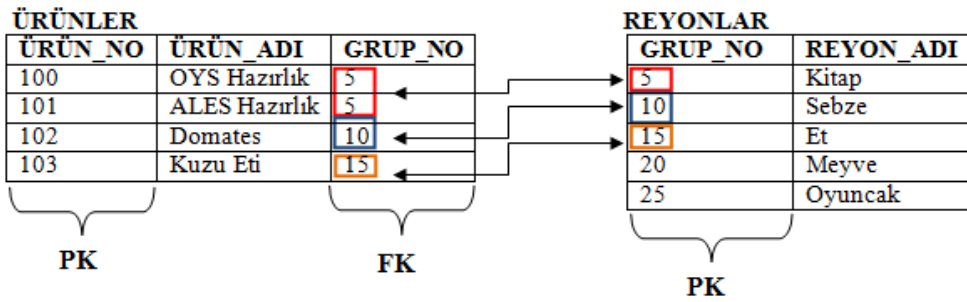 ÜRÜNLER
ÜRÜN_NO ÜRÜN_ADI GRUP_NO
100 OYS Hazırlık 5
101 ALES Hazırlık 5
102 Domates 10
103 Kuzu Eti 15
PK
FK
REYONLAR
GRUP_NO REYON_ADI
5 Kitap
10 Sebze
15 Et
20 Meyve
25 Oyuncak
PK